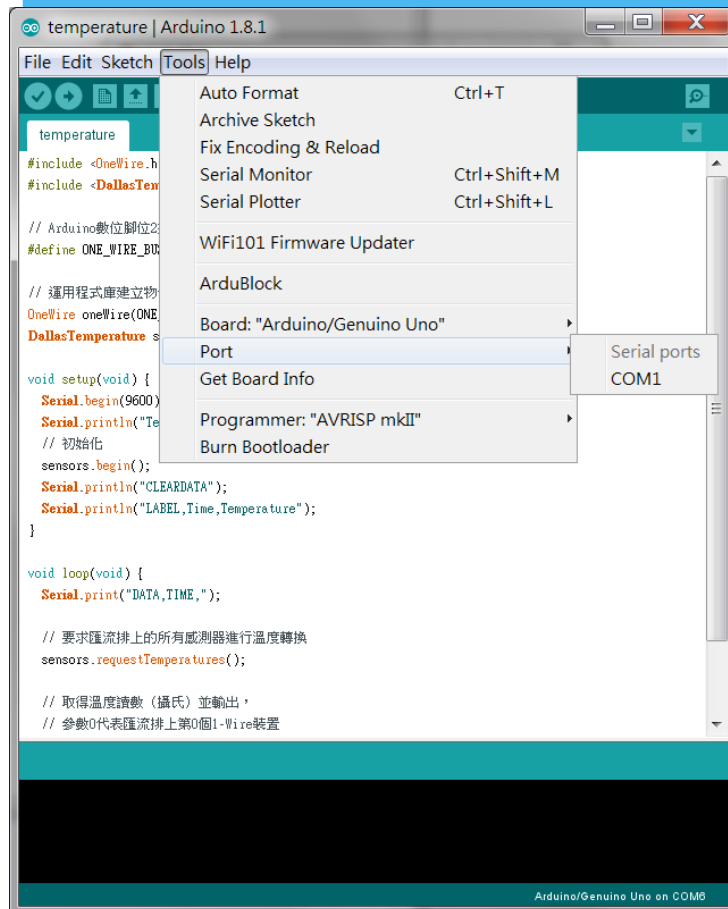 temperature | Arduino 1.8.1
File Edit Sketch Tools Help
Auto Format Ctrl+T
Archive Sketch
Fix Encoding & Reload
Serial Monitor Ctrl+Shift+M
Serial Plotter Ctrl+Shift+L
WiFi101 Firmware Updater
ArduBlock
Board: "Arduino/Genuino Uno"
Port
Serial ports
COM1
Get Board Info
Programmer: "AVRISP mkII"
Burn Bootloader
temperature
#include <OneWire.h
#include <DallasTem
// Arduino數位腳位2
#define ONE_WIRE_BU
// 運用程式庫建立物
OneWire oneWire(ONE_
DallasTemperature s
void setup(void) {
Serial.begin(9600)
Serial.println("Te
// 初始化
sensors.begin();
Serial.println("CLEARDATA");
Serial.println("LABEL,Time,Temperature");
}
void loop(void) {
Serial.print("DATA,TIME,");
// 要求匯流排上的所有感測器進行溫度轉換
sensors.requestTemperatures();
// 取得溫度讀數（攝氏）並輸出，
// 參數0代表匯流排上第0個1-Wire裝置
Arduino/Genuino Uno on COM6